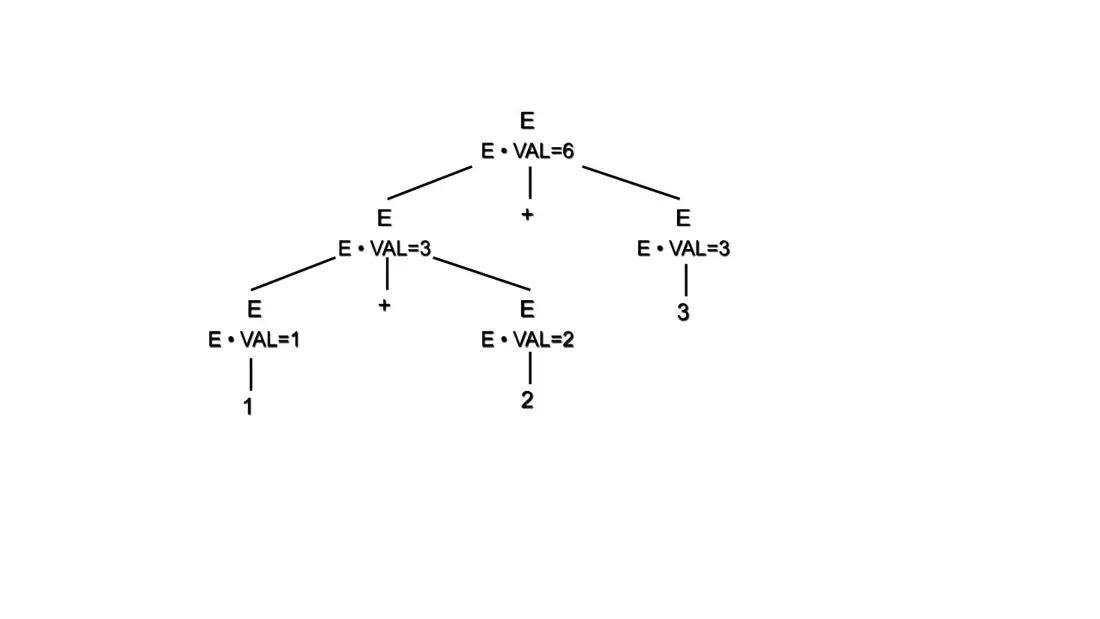 E
E • VAL=6
E + E
E • VAL=3 E • VAL=3
E + E 3
E • VAL=1 E • VAL=2
1 2